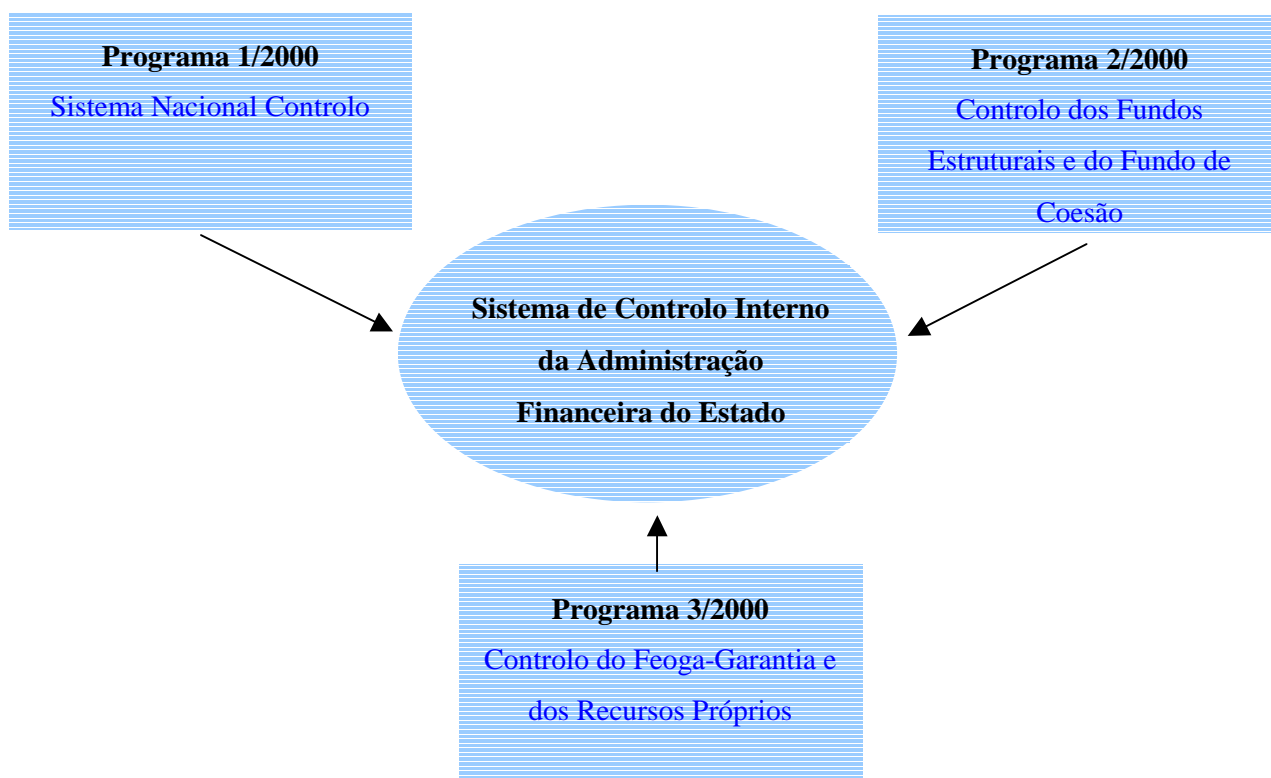 Programa 1/2000
Sistema Nacional Controlo
Programa 2/2000
Controlo dos Fundos
Estruturais e do Fundo de
Coesão
Sistema de Controlo Interno
da Administração
Financeira do Estado
Programa 3/2000
Controlo do Feoga-Garantia e
dos Recursos Próprios